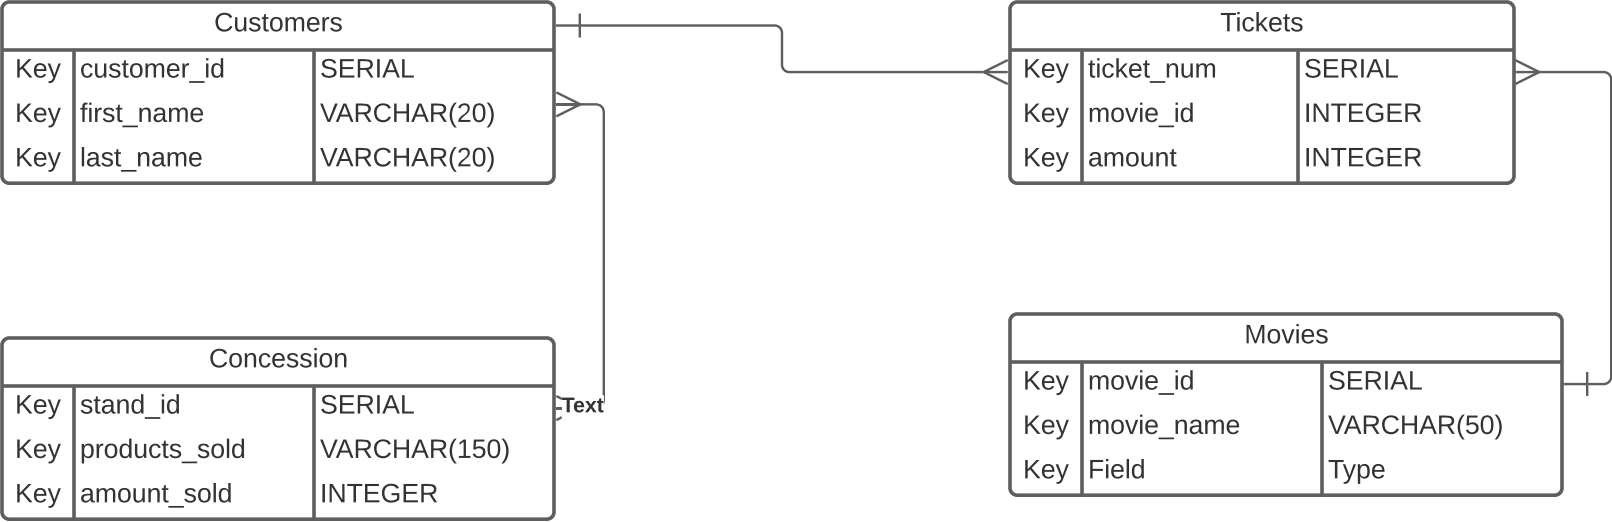 Customers
Key customer_id SERIAL
Key first_name VARCHAR(20)
Key last_name VARCHAR(20)
Tickets
Key ticket_num SERIAL
Key movie_id INTEGER
Key amount INTEGER
Concession
Key stand_id SERIAL
Key products_sold VARCHAR(150)
Key amount_sold INTEGER
Text
Movies
Key movie_id SERIAL
Key movie_name VARCHAR(50)
Key Field Type